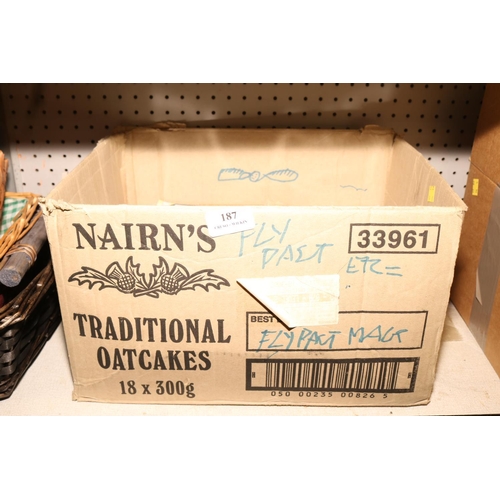 187
NAIRN'S
FLY
PAST
ETC
33961
TRADITIONAL
OATCAKES
18 x 300g
BEST
FLYPAST MAGS
050 00235 00826 5